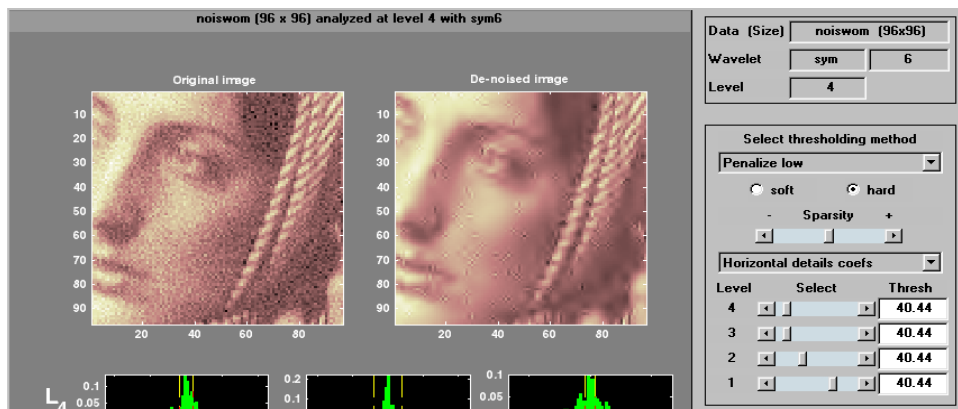 noiswom (96 x 96) analyzed at level 4 with sym6
Original image
De-noised image
10
20
30
40
50
60
70
80
90
20
40
60
80
10
20
30
40
50
60
70
80
90
20
40
60
80
L4
0.1
0.05
0.2
0.1
0.1
0.05
Data (Size)
noiswom (96x96)
Wavelet
sym
6
Level
4
Select thresholding method
Penalize low
soft
hard
- Sparsity +
Horizontal details coefs
Level Select Thresh
4 40.44
3 40.44
2 40.44
1 40.44